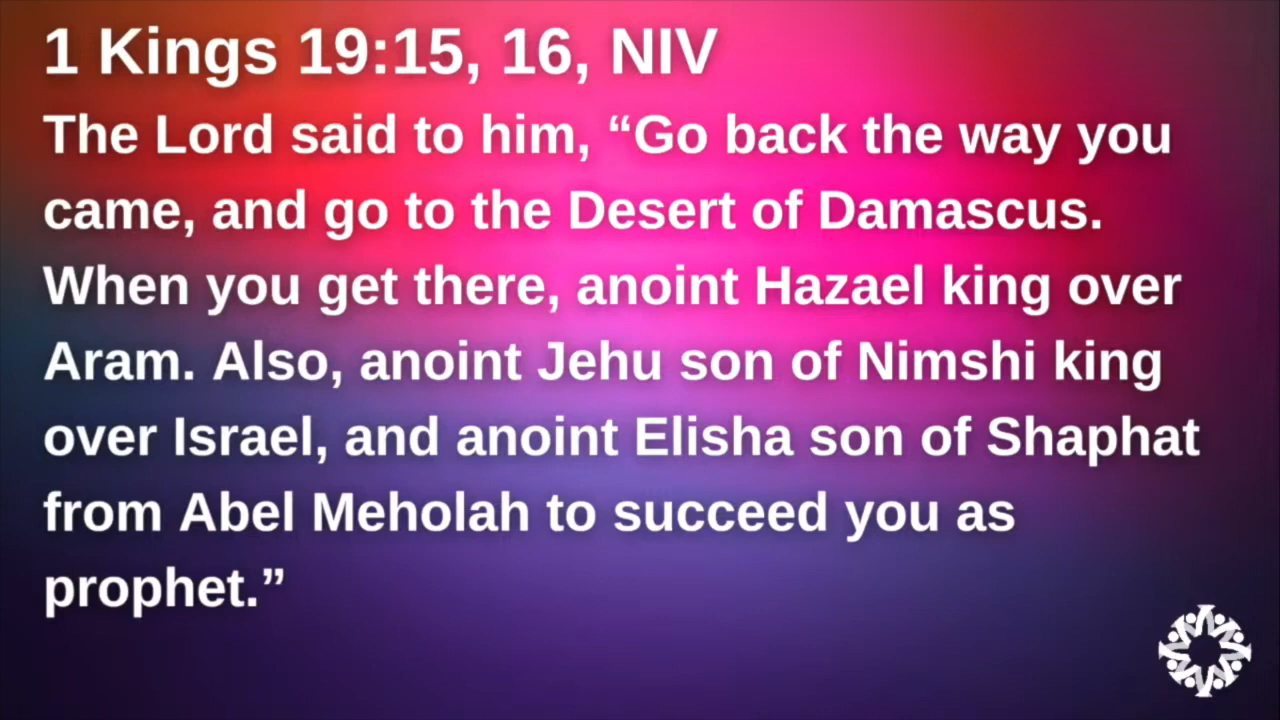 1 Kings 19:15, 16, NIV
The Lord said to him, “Go back the way you
came, and go to the Desert of Damascus.
When you get there, anoint Hazael king over
Aram. Also, anoint Jehu son of Nimshi king
over Israel, and anoint Elisha son of Shaphat
from Abel Meholah to succeed you as
prophet.”